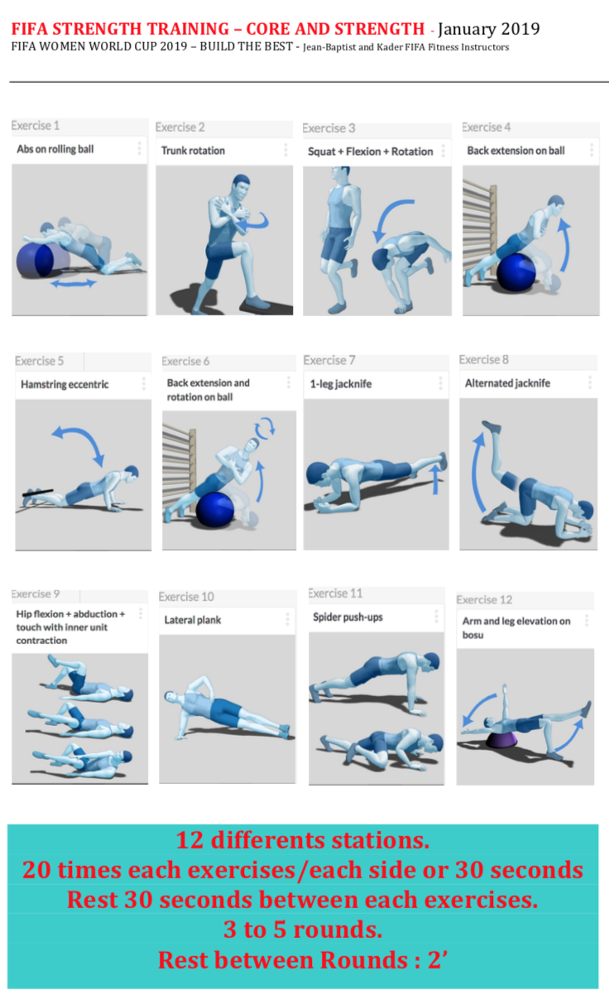 FIFA STRENGTH TRAINING – CORE AND STRENGTH - January 2019
FIFA WOMEN WORLD CUP 2019 – BUILD THE BEST - Jean-Baptist and Kader FIFA Fitness Instructors
Exercise 1
Abs on rolling ball
Exercise 2
Trunk rotation
Exercise 3
Squat + Flexion + Rotation
Exercise 4
Back extension on ball
Exercise 5
Hamstring eccentric
Exercise 6
Back extension and
rotation on ball
Exercise 7
1-leg jacknife
Exercise 8
Alternated jacknife
Exercise 9
Hip flexion + abduction +
touch with inner unit
contraction
Exercise 10
Lateral plank
Exercise 11
Spider push-ups
Exercise 12
Arm and leg elevation on
bosu
12 differents stations.
20 times each exercises/each side or 30 seconds
Rest 30 seconds between each exercises.
3 to 5 rounds.
Rest between Rounds : 2’